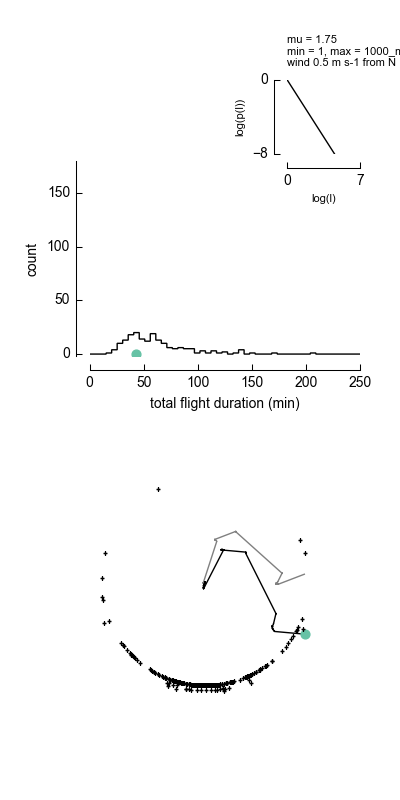 mu = 1.75
min = 1, max = 1000_m
wind 0.5 m s-1 from N
0
log(p(l))
−8
0 7
log(l)
150
100
count
50
0
0 50 100 150 200 250
total flight duration (min)